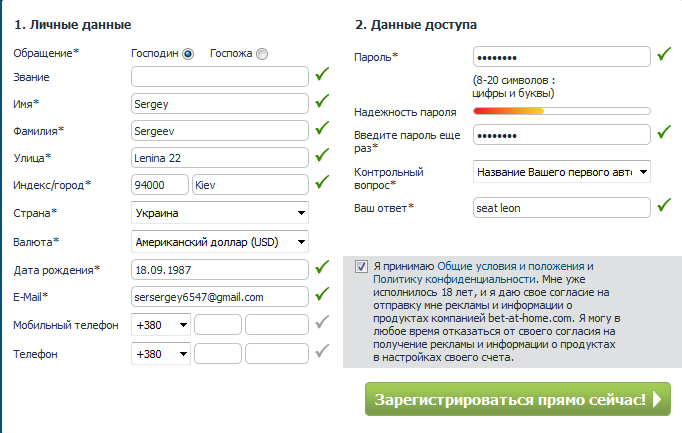 1. Личные данные
Обращение* Господин Госпожа
Звание
Имя* Sergey
Фамилия* Sergeev
Улица* Lenina 22
Индекс/город* 94000 Kiev
Страна* Украина
Валюта* Американский доллар (USD)
Дата рождения* 18.09.1987
E-Mail* sersergey6547@gmail.com
Мобильный телефон +380
Телефон +380
2. Данные доступа
Пароль* ••••••••
(8-20 символов :
цифры и буквы)
Надежность пароля
Введите пароль еще ••••••••
раз*
Контрольный Название Вашего первого авто
вопрос*
Ваш ответ* seat leon
Я принимаю Общие условия и положения и
Политику конфиденциальности. Мне уже
исполнилось 18 лет, и я даю свое согласие на
отправку мне рекламы и информации о
продуктах компанией bet-at-home.com. Я могу в
любое время отказаться от своего согласия на
получение рекламы и информации о продуктах
в настройках своего счета.
Зарегистрироваться прямо сейчас!